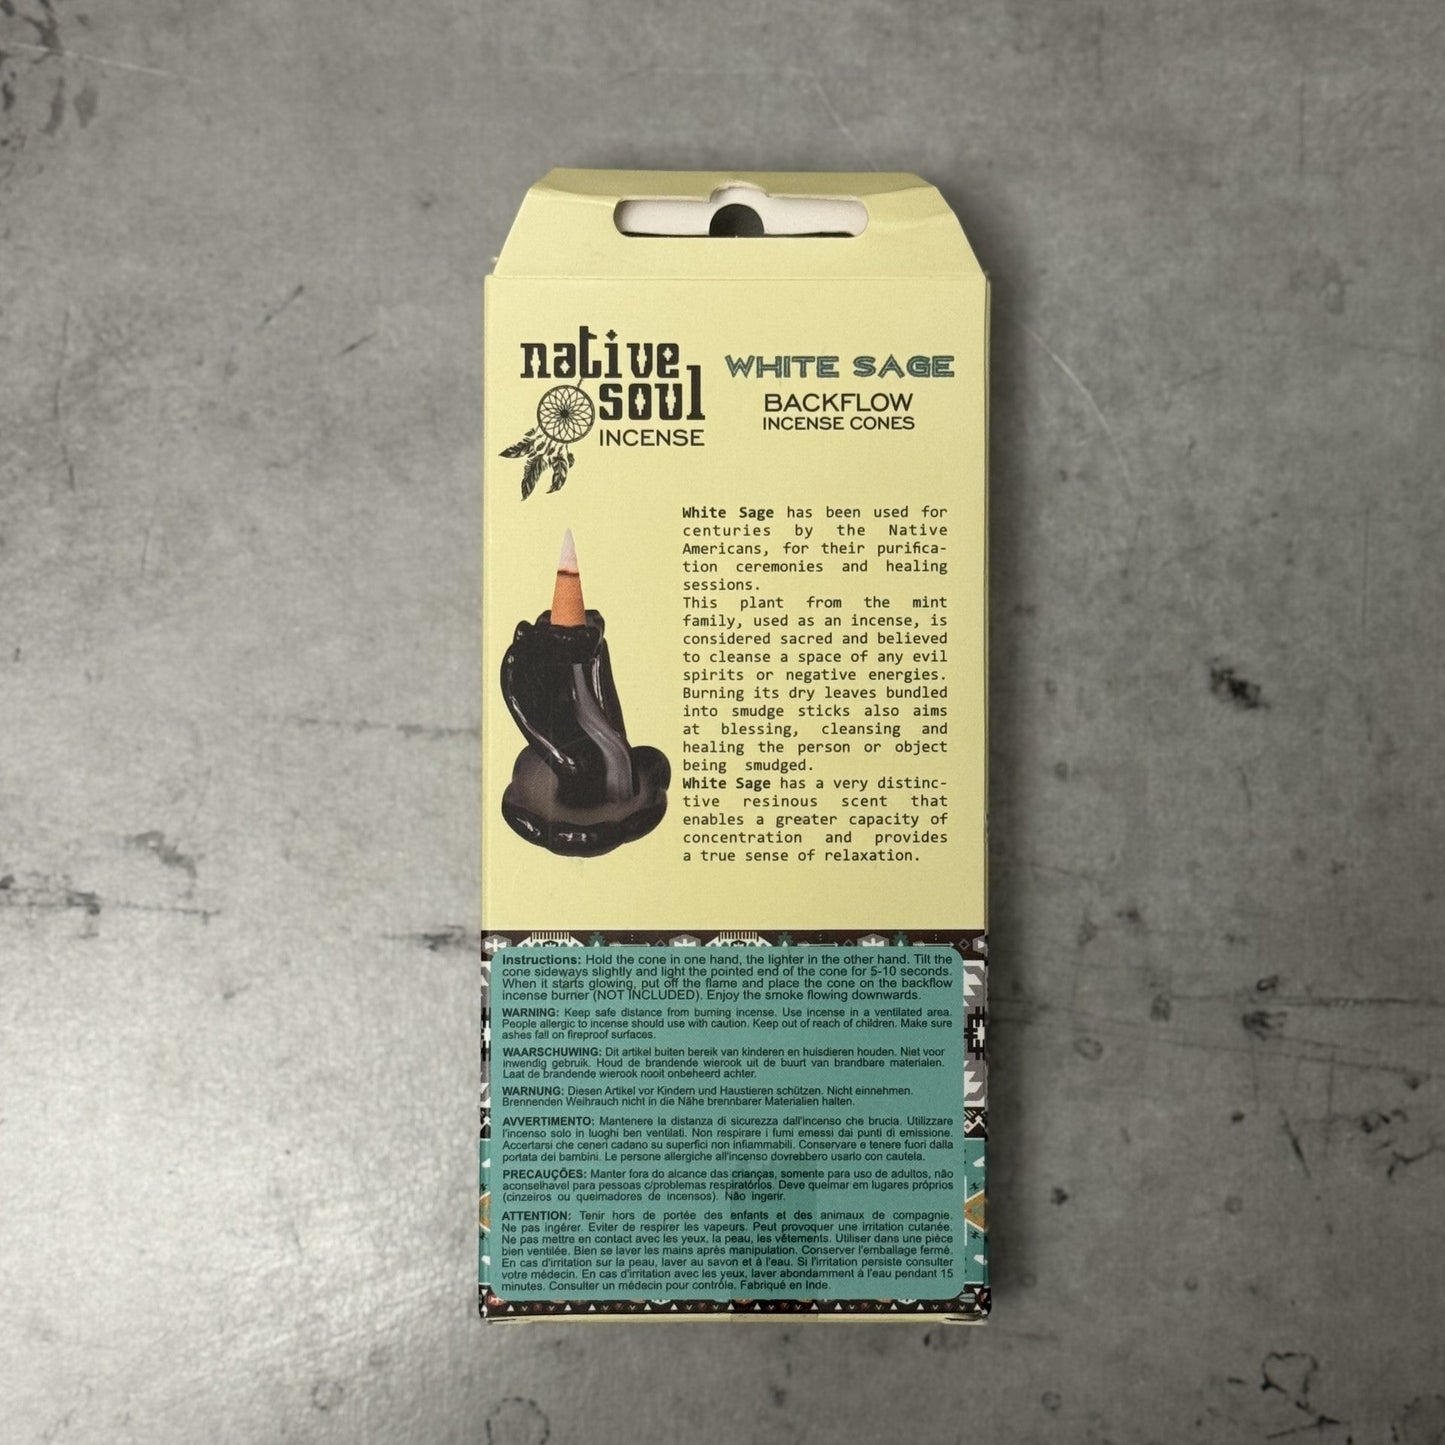 native
soul
INCENSE
WHITE SAGE
BACKFLOW
INCENSE CONES
White Sage has been used for
centuries by the Native
Americans, for their purifica-
tion ceremonies and healing
sessions.
This plant from the mint
family, used as an incense, is
considered sacred and believed
to cleanse a space of any evil
spirits or negative energies.
Burning its dry leaves bundled
into smudge sticks also aims
at blessing, cleansing and
healing the person or object
being smudged.
White Sage has a very distinc-
tive resinous scent that
enables a greater capacity of
concentration and provides
a true sense of relaxation.
Instructions: Hold the cone in one hand, the lighter in the other hand. Tilt the
cone sideways slightly and light the pointed end of the cone for 5-10 seconds.
When it starts glowing, put off the flame and place the cone on the backflow
incense burner (NOT INCLUDED). Enjoy the smoke flowing downwards.
WARNING: Keep safe distance from burning incense. Use incense in a ventilated area.
People allergic to incense should use with caution. Keep out of reach of children. Make sure
ashes fall on fireproof surfaces.
WAARSCHUWING: Dit artikel buiten bereik van kinderen en huisdieren houden. Niet voor
inwendig gebruik. Houd de brandende wierook uit de buurt van brandbare materialen.
Laat de brandende wierook nooit onbeheerd achter.
WARNUNG: Diesen Artikel vor Kindern und Haustieren schützen. Nicht einnehmen.
Brennenden Weihrauch nicht in die Nähe brennbarer Materialien halten.
AVVERTIMENTO: Mantenere la distanza di sicurezza dall'incenso che brucia. Utilizzare
l'incenso solo in luoghi ben ventilati. Non respirare i fumi emessi dai punti di emissione.
Accertarsi che ceneri cadano su superfici non infiammabili. Conservare e tenere fuori dalla
portata dei bambini. Le persone allergiche all'incenso dovrebbero usarlo con cautela.
PRECAUÇÕES: Manter fora do alcance das crianças, somente para uso de adultos, não
aconselhavel para pessoas c/problemas respiratórios. Deve queimar em lugares próprios
(cinzeiros ou queimadores de incensos). Não ingerir.
ATTENTION: Tenir hors de portée des enfants et des animaux de compagnie.
Ne pas ingérer. Eviter de respirer les vapeurs. Peut provoquer une irritation cutanée.
Ne pas mettre en contact avec les yeux, la peau, les vêtements. Utiliser dans une pièce
bien ventilée. Bien se laver les mains après manipulation. Conserver l'emballage fermé.
En cas d'irritation sur la peau, laver au savon et à l'eau. Si l'irritation persiste consulter
votre médecin. En cas d'irritation avec les yeux, laver abondamment à l'eau pendant 15
minutes. Consulter un médecin pour contrôle. Fabriqué en Inde.